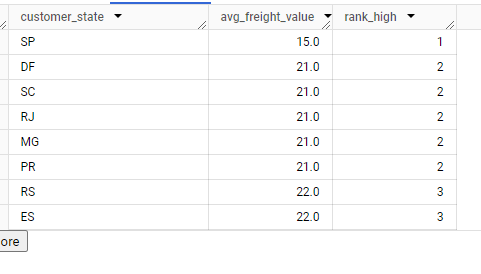 customer_state avg_freight_value rank_high
SP 15.0 1
DF 21.0 2
SC 21.0 2
RJ 21.0 2
MG 21.0 2
PR 21.0 2
RS 22.0 3
ES 22.0 3
ore